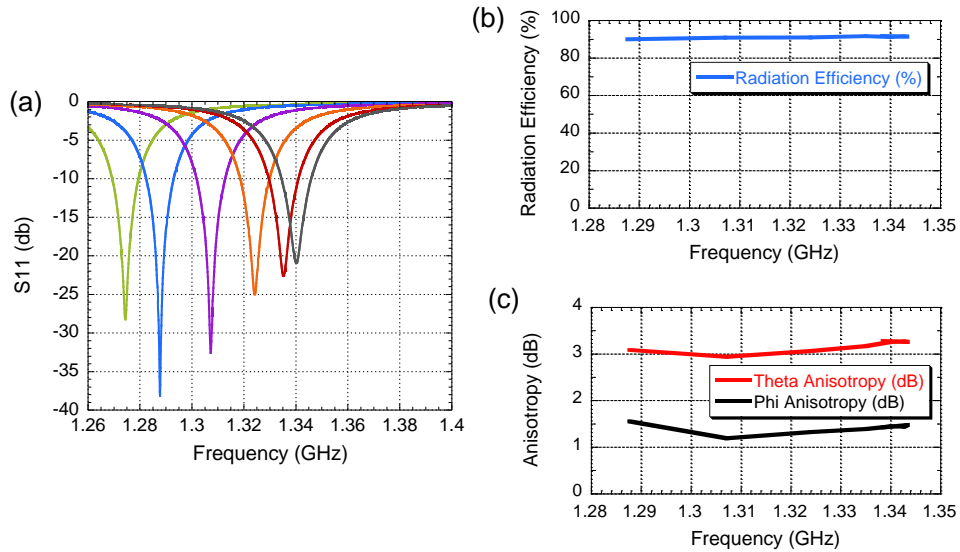 (a)
S11 (db)
0
-5
-10
-15
-20
-25
-30
-35
-40
1.26 1.28 1.3 1.32 1.34 1.36 1.38 1.4
Frequency (GHz)
(b)
Radiation Efficiency (%)
100
80
60
40
20
0
Radiation Efficiency (%)
1.28 1.29 1.3 1.31 1.32 1.33 1.34 1.35
Frequency (GHz)
(c)
Anisotropy (dB)
4
3
2
1
0
Theta Anisotropy (dB)
Phi Anisotropy (dB)
1.28 1.29 1.3 1.31 1.32 1.33 1.34 1.35
Frequency (GHz)